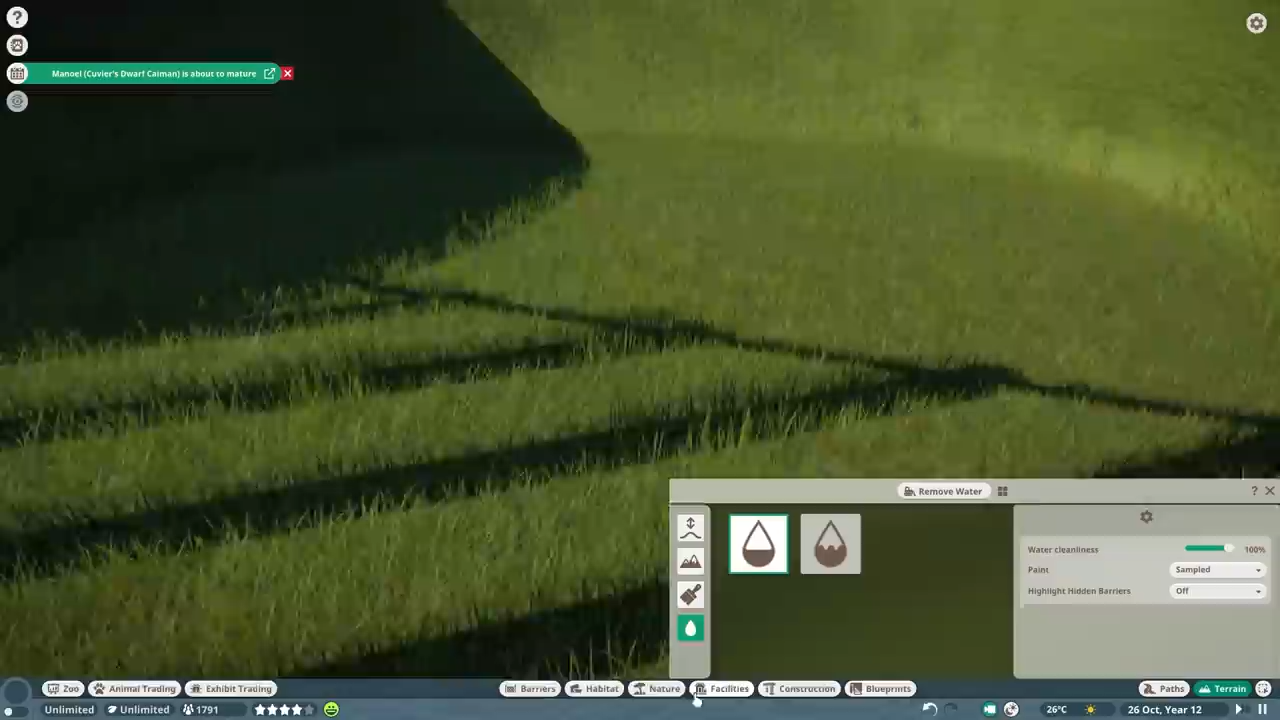 ?
Manoel (Cuvier's Dwarf Caiman) is about to mature
Remove Water
?
Water cleanliness 100%
Paint Sampled
Highlight Hidden Barriers Off
Zoo Animal Trading Exhibit Trading Barriers Habitat Nature Facilities Construction Blueprints Paths Terrain
Unlimited Unlimited 1791 26°C 26 Oct, Year 12